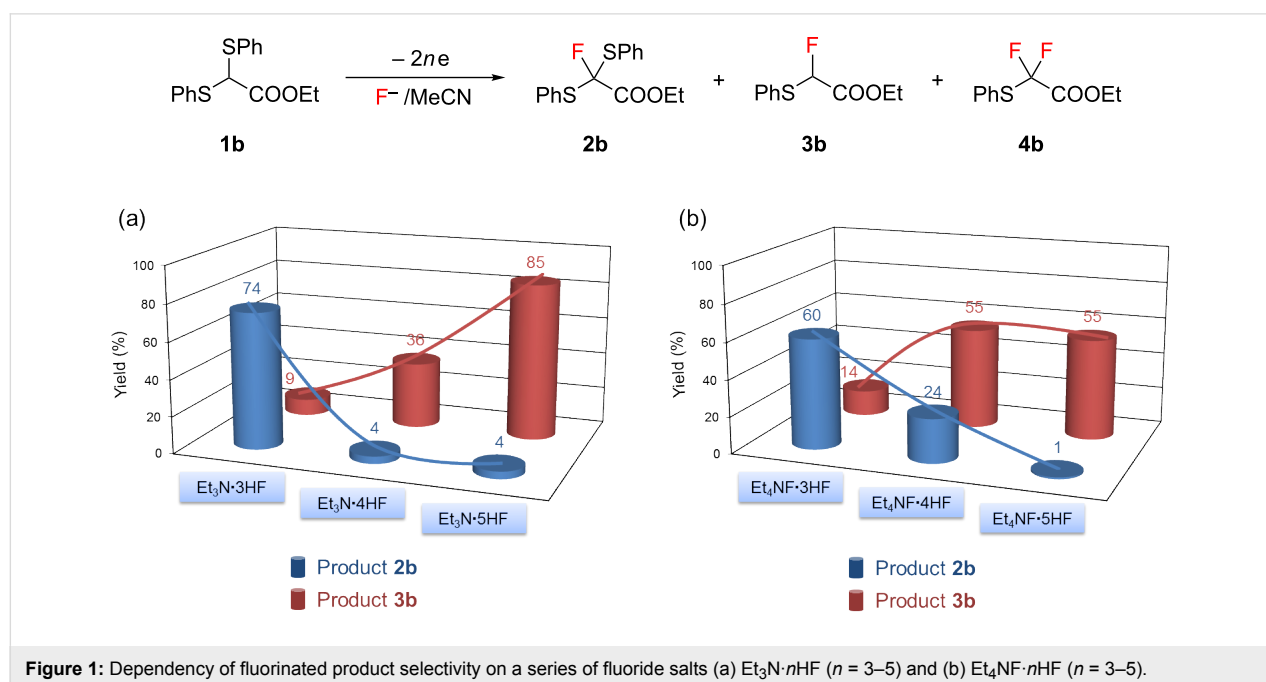 SPh
PhS COOEt
1b
– 2ne
F– /MeCN
F SPh
PhS COOEt
2b
+
F
PhS COOEt
3b
+
F F
PhS COOEt
4b
(a)
Yield (%)
100
80
60
40
20
0
74
9
4
38
4
85
Et3N·3HF
Et3N·4HF
Et3N·5HF
Product 2b
Product 3b
(b)
Yield (%)
100
80
60
40
20
0
60
14
24
55
1
55
Et4NF·3HF
Et4NF·4HF
Et4NF·5HF
Product 2b
Product 3b
Figure 1: Dependency of fluorinated product selectivity on a series of fluoride salts (a) Et3N·nHF (n = 3–5) and (b) Et4NF·nHF (n = 3–5).